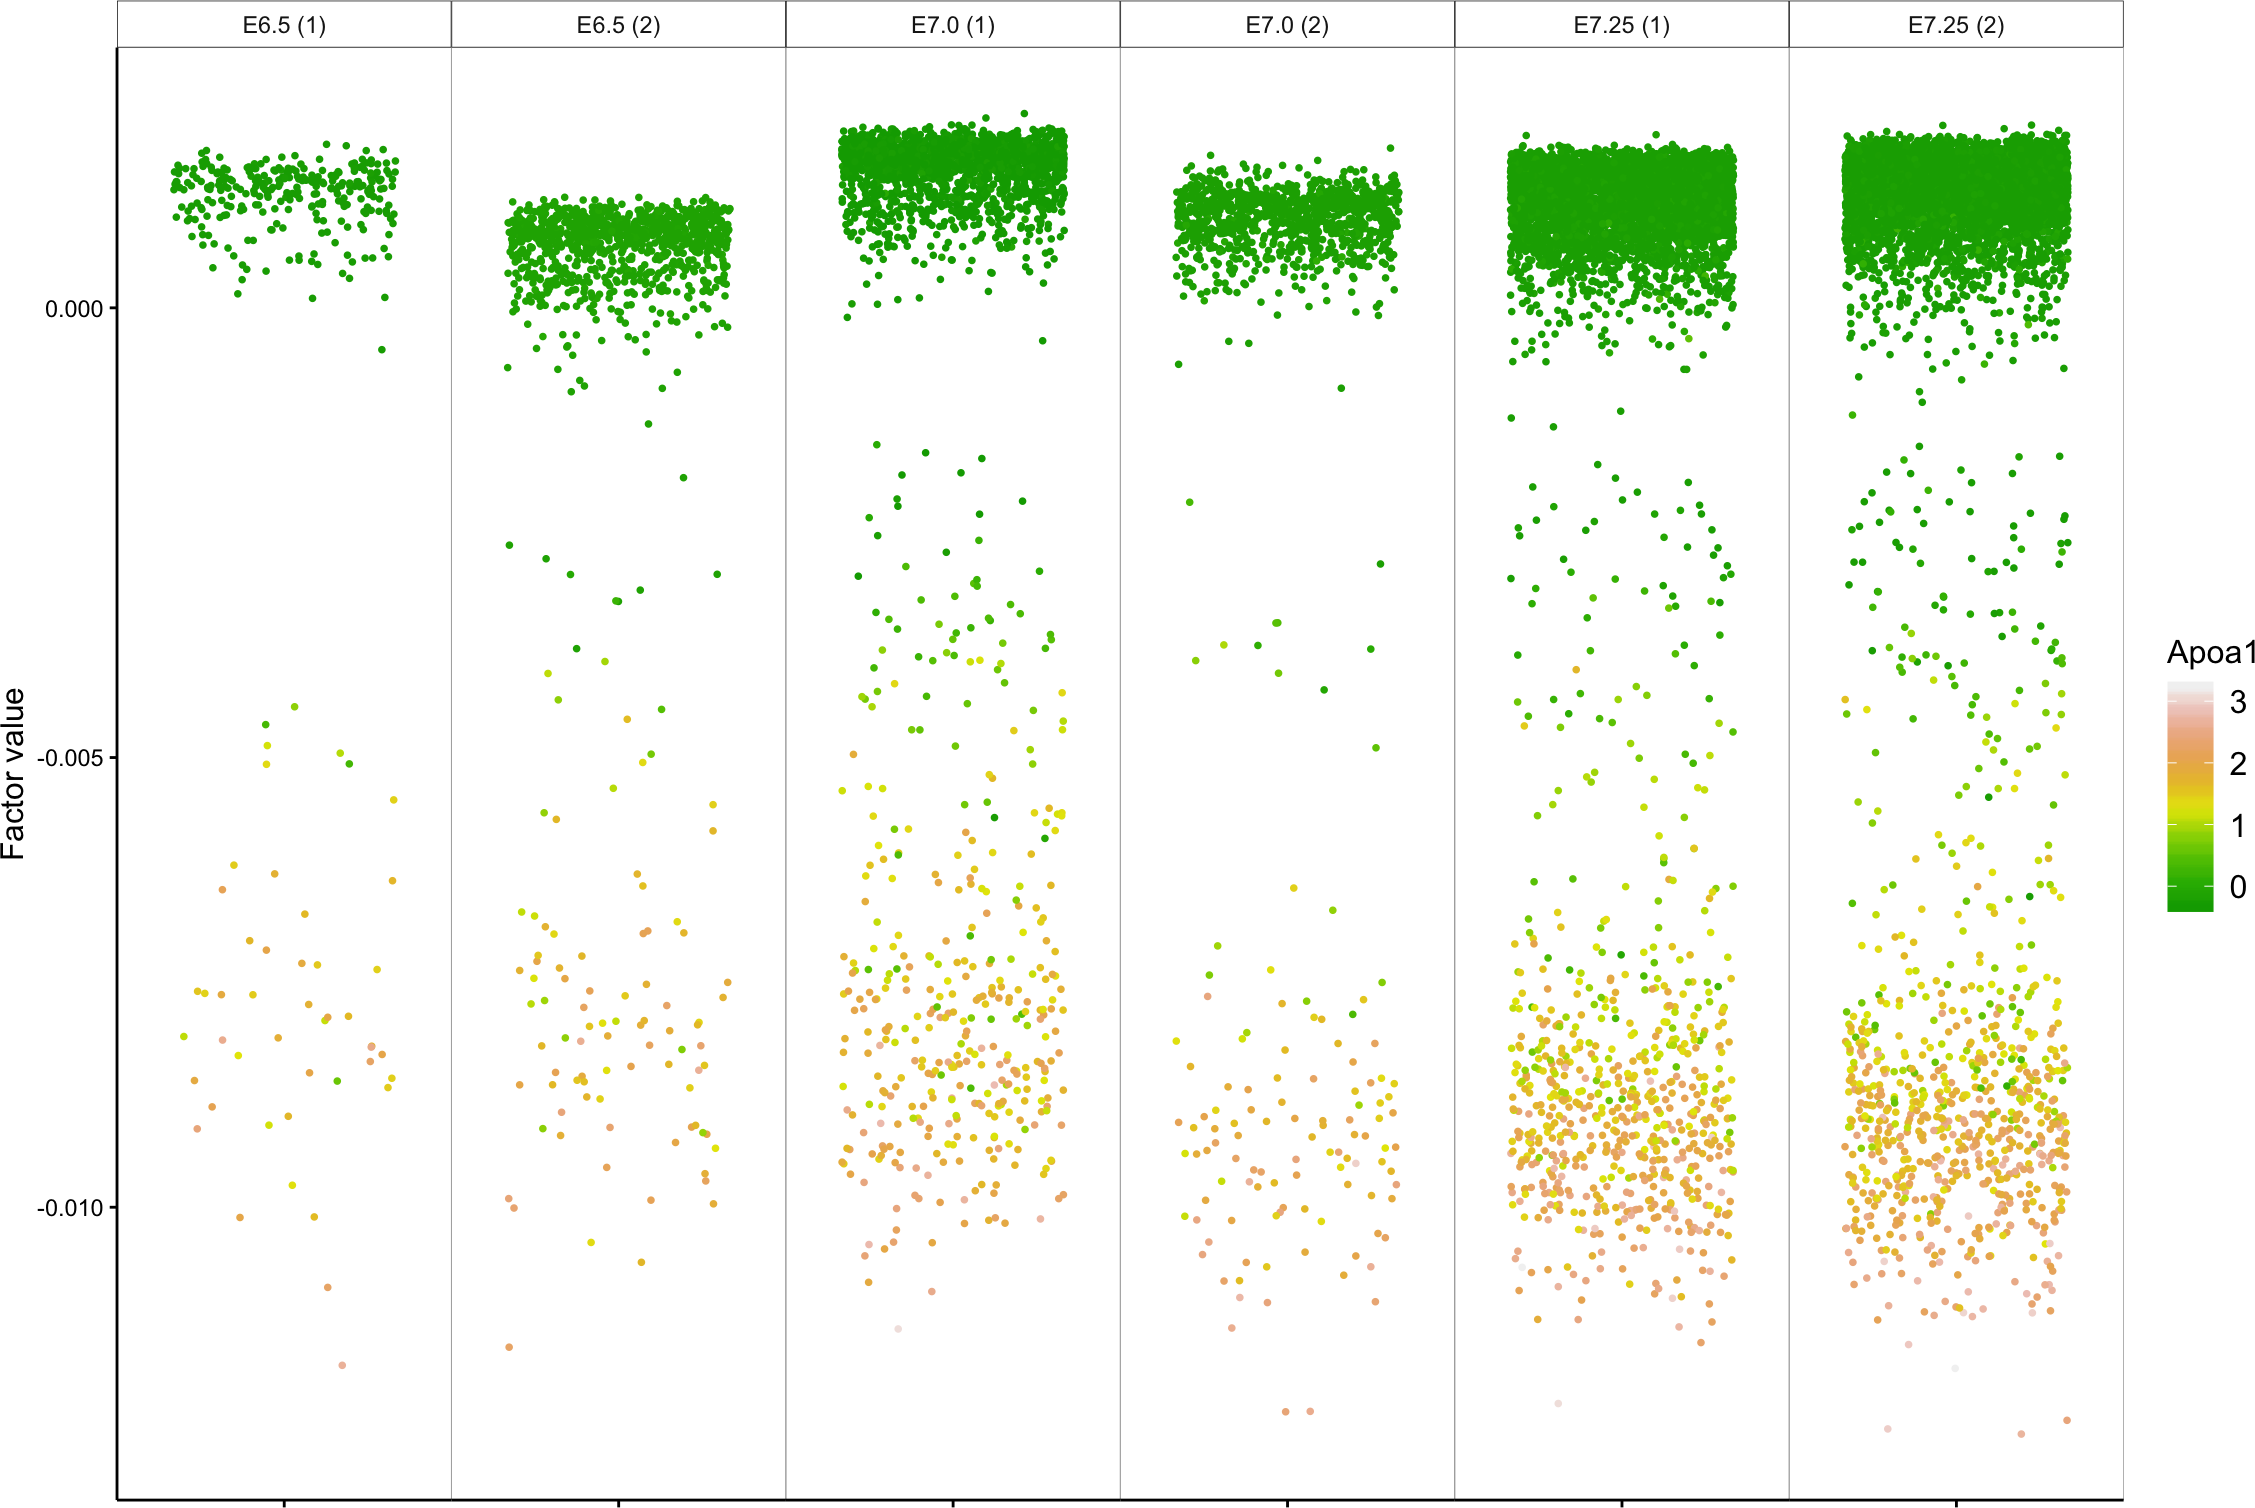 E6.5 (1) E6.5 (2) E7.0 (1) E7.0 (2) E7.25 (1) E7.25 (2)
0.000
-0.005
-0.010
Factor value
Apoa1
3
2
1
0